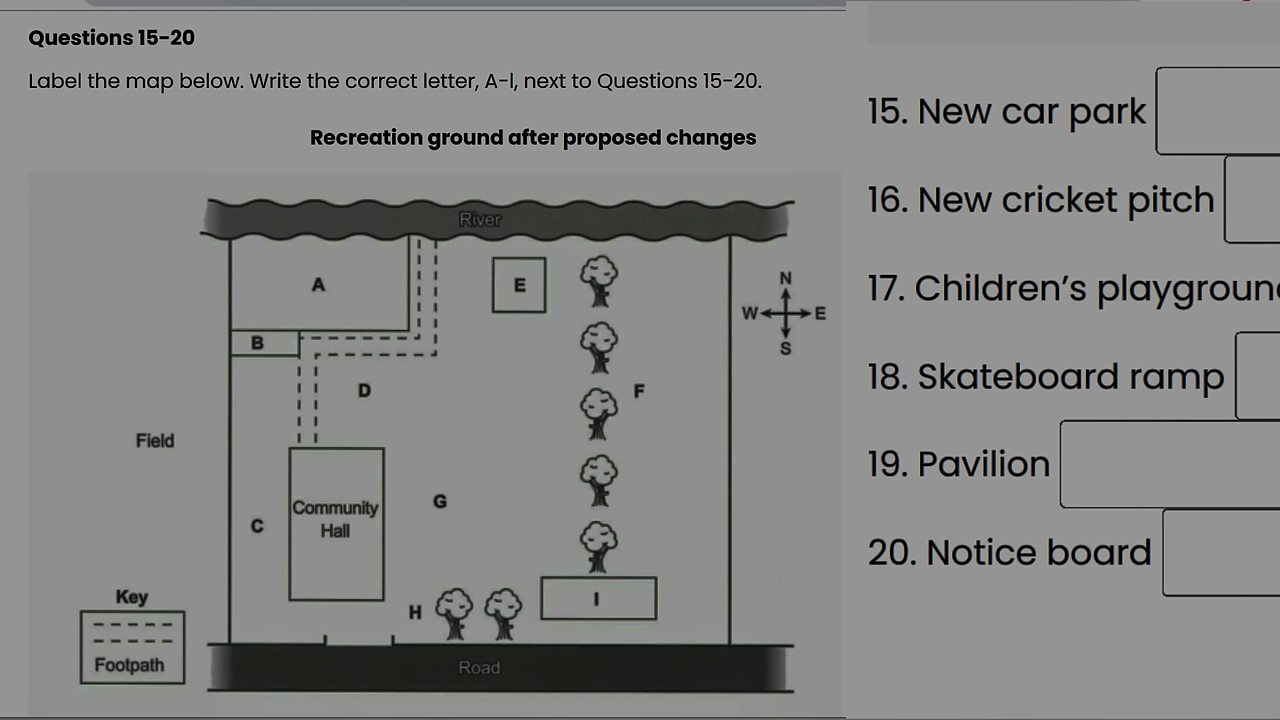 Questions 15-20
Label the map below. Write the correct letter, A-I, next to Questions 15-20.
Recreation ground after proposed changes
River
A
E
N
W E
S
B
D
F
Field
Community
Hall
G
C
Key
Footpath
H
I
Road
15. New car park
16. New cricket pitch
17. Children's playground
18. Skateboard ramp
19. Pavilion
20. Notice board